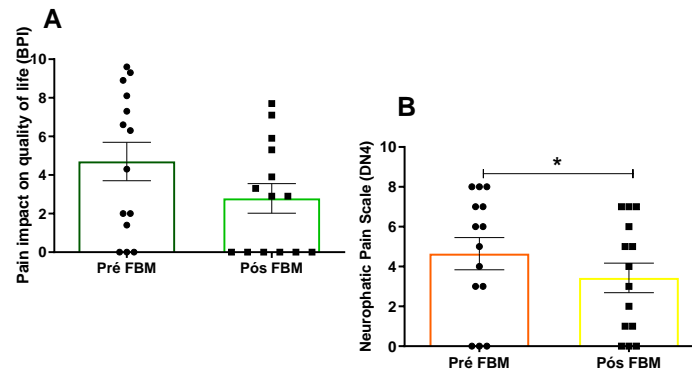 A
Pain impact on quality of life (BPI)
10
8
6
4
2
0
Pré FBM
Pós FBM
B
Neurophatic Pain Scale (DN4)
10
8
6
4
2
0
*
Pré FBM
Pós FBM